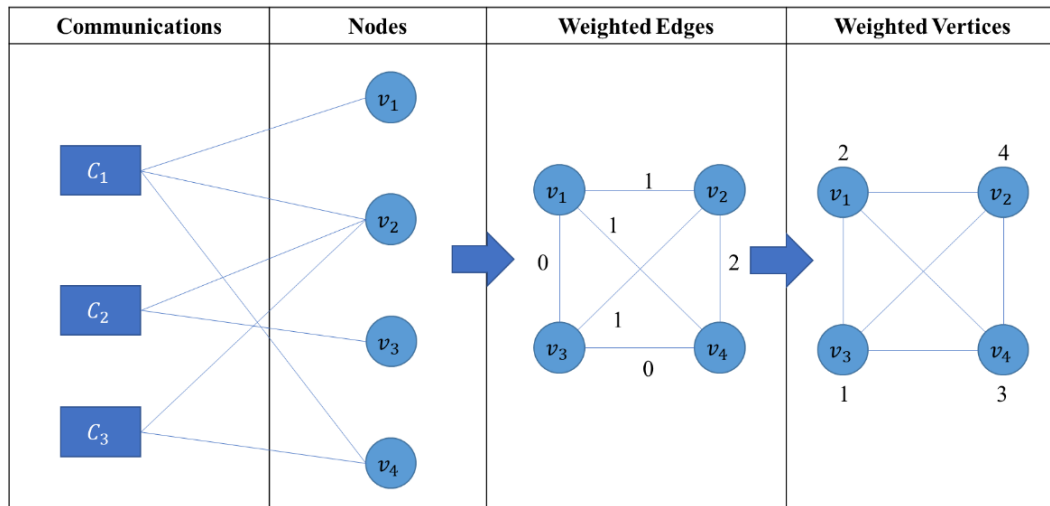 Communications Nodes Weighted Edges Weighted Vertices
v₁
C₁
2 4
v₁ 1 v₂
v₁ v₂
v₂
1
0 2
C₂
1
v₃
v₃ v₄
v₃ v₄
0
1 3
C₃
v₄